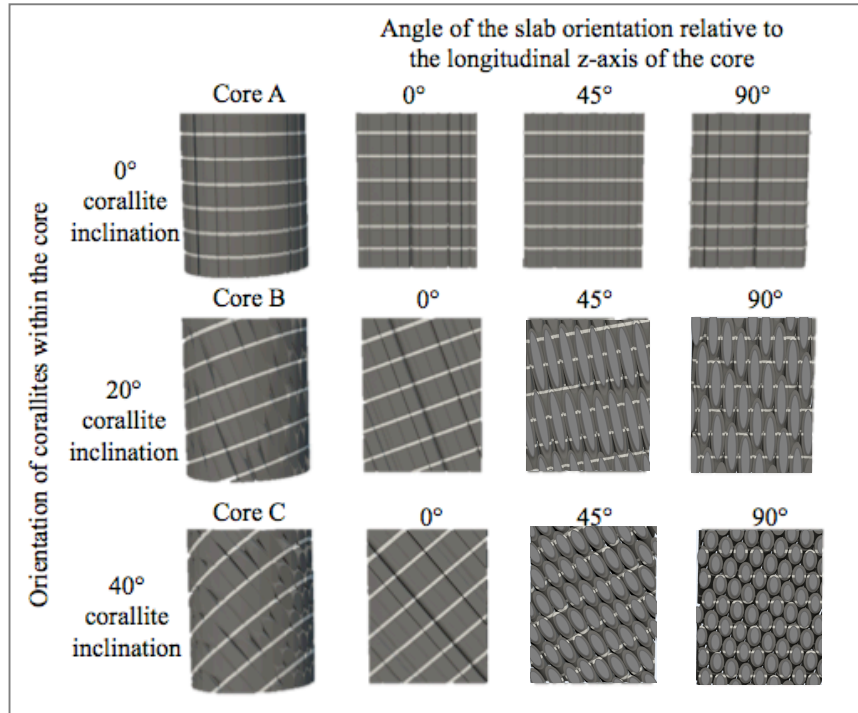 Angle of the slab orientation relative to
the longitudinal z-axis of the core
Core A 0° 45° 90°
0°
corallite
inclination
Core B 0° 45° 90°
20°
corallite
inclination
Core C 0° 45° 90°
40°
corallite
inclination
Orientation of corallites within the core